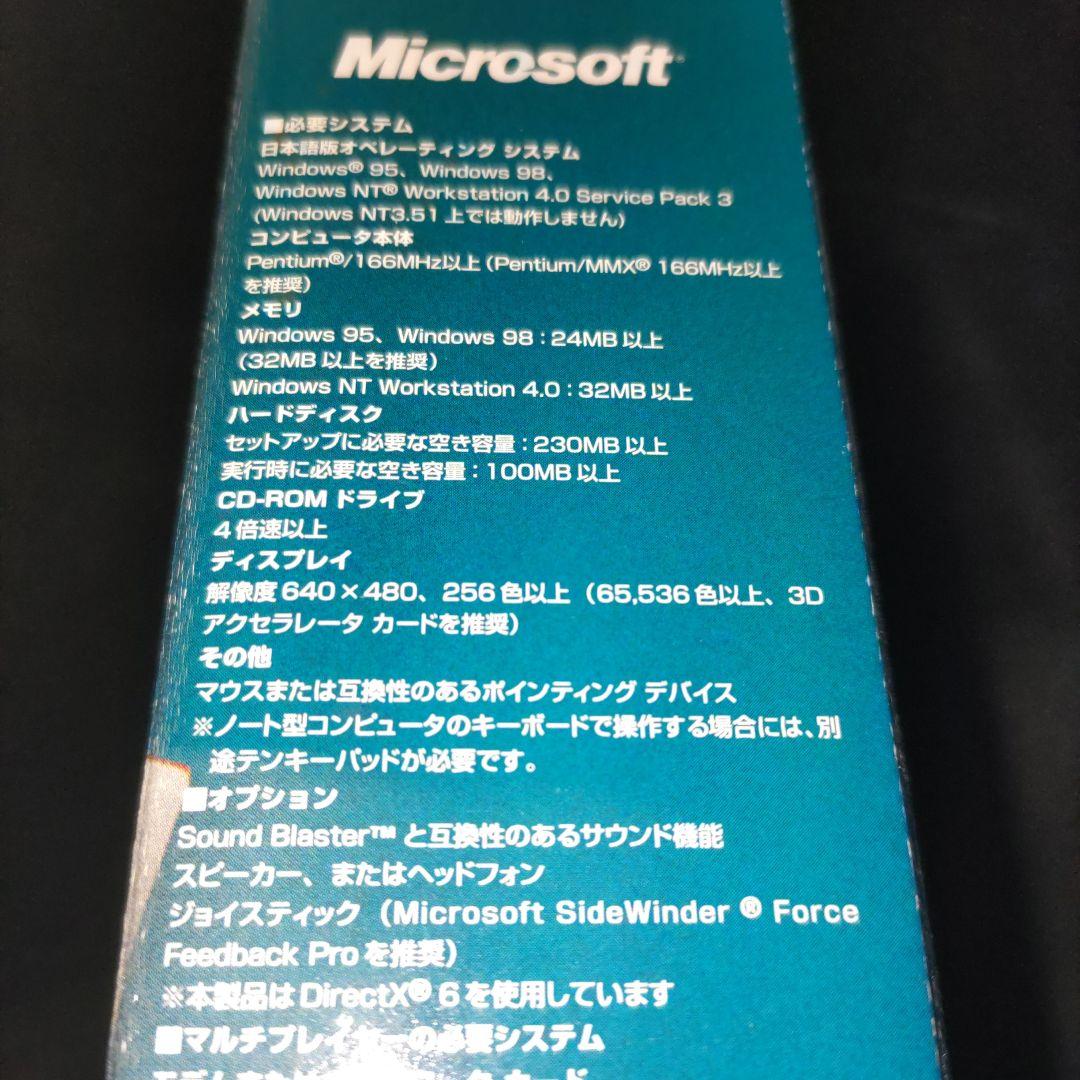 Microsoft
■必要システム
日本語版オペレーティング システム
Windows® 95、Windows 98、
Windows NT® Workstation 4.0 Service Pack 3
(Windows NT3.51 上では動作しません)
コンピュータ本体
Pentium®/166MHz以上 (Pentium/MMX® 166MHz以上
を推奨)
メモリ
Windows 95、Windows 98：24MB 以上
(32MB 以上を推奨)
Windows NT Workstation 4.0：32MB 以上
ハードディスク
セットアップに必要な空き容量：230MB 以上
実行時に必要な空き容量：100MB 以上
CD-ROM ドライブ
4 倍速以上
ディスプレイ
解像度 640×480、256 色以上 (65,536 色以上、3D
アクセラレータ カードを推奨)
その他
マウスまたは互換性のあるポインティング デバイス
※ノート型コンピュータのキーボードで操作する場合には、別
途テンキーパッドが必要です。
■オプション
Sound Blaster™ と互換性のあるサウンド機能
スピーカー、またはヘッドフォン
ジョイスティック (Microsoft SideWinder ® Force
Feedback Pro を推奨)
※本製品は DirectX® 6 を使用しています
■マルチプレイヤーの必要システム